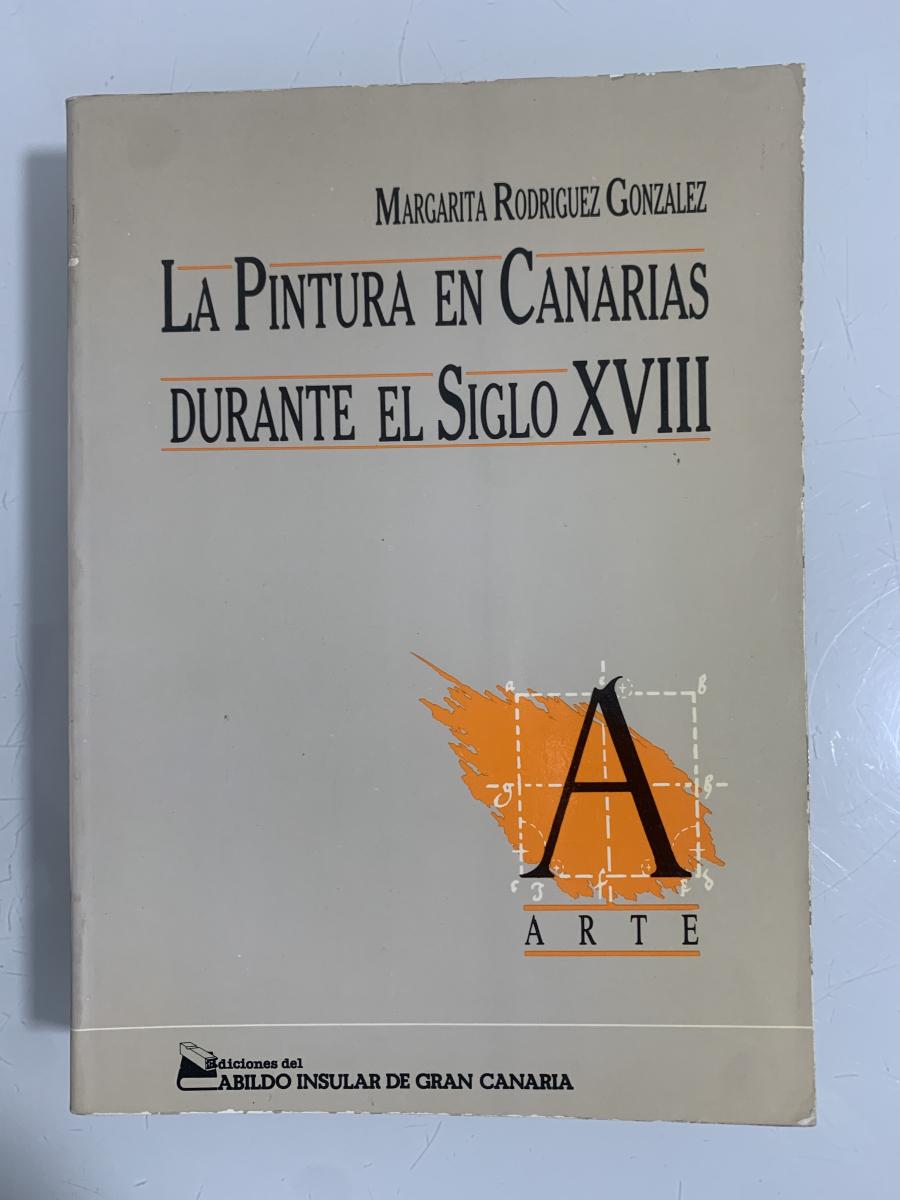 MARGARITA RODRIGUEZ GONZALEZ
LA PINTURA EN CANARIAS
DURANTE EL SIGLO XVIII
A
ARTE
Ediciones del
CABILDO INSULAR DE GRAN CANARIA